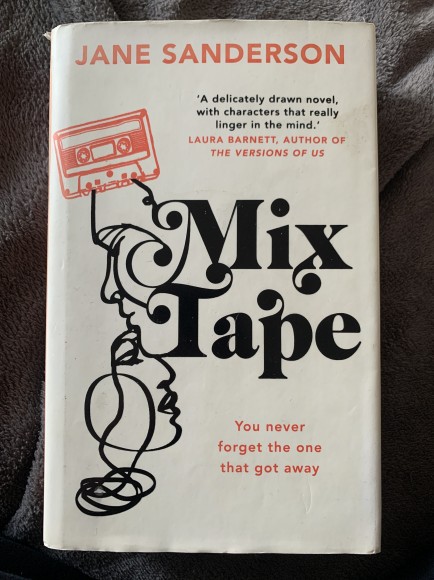 JANE SANDERSON
‘A delicately drawn novel,
with characters that really
linger in the mind.’
LAURA BARNETT, AUTHOR OF
THE VERSIONS OF US
Mix
Tape
You never
forget the one
that got away